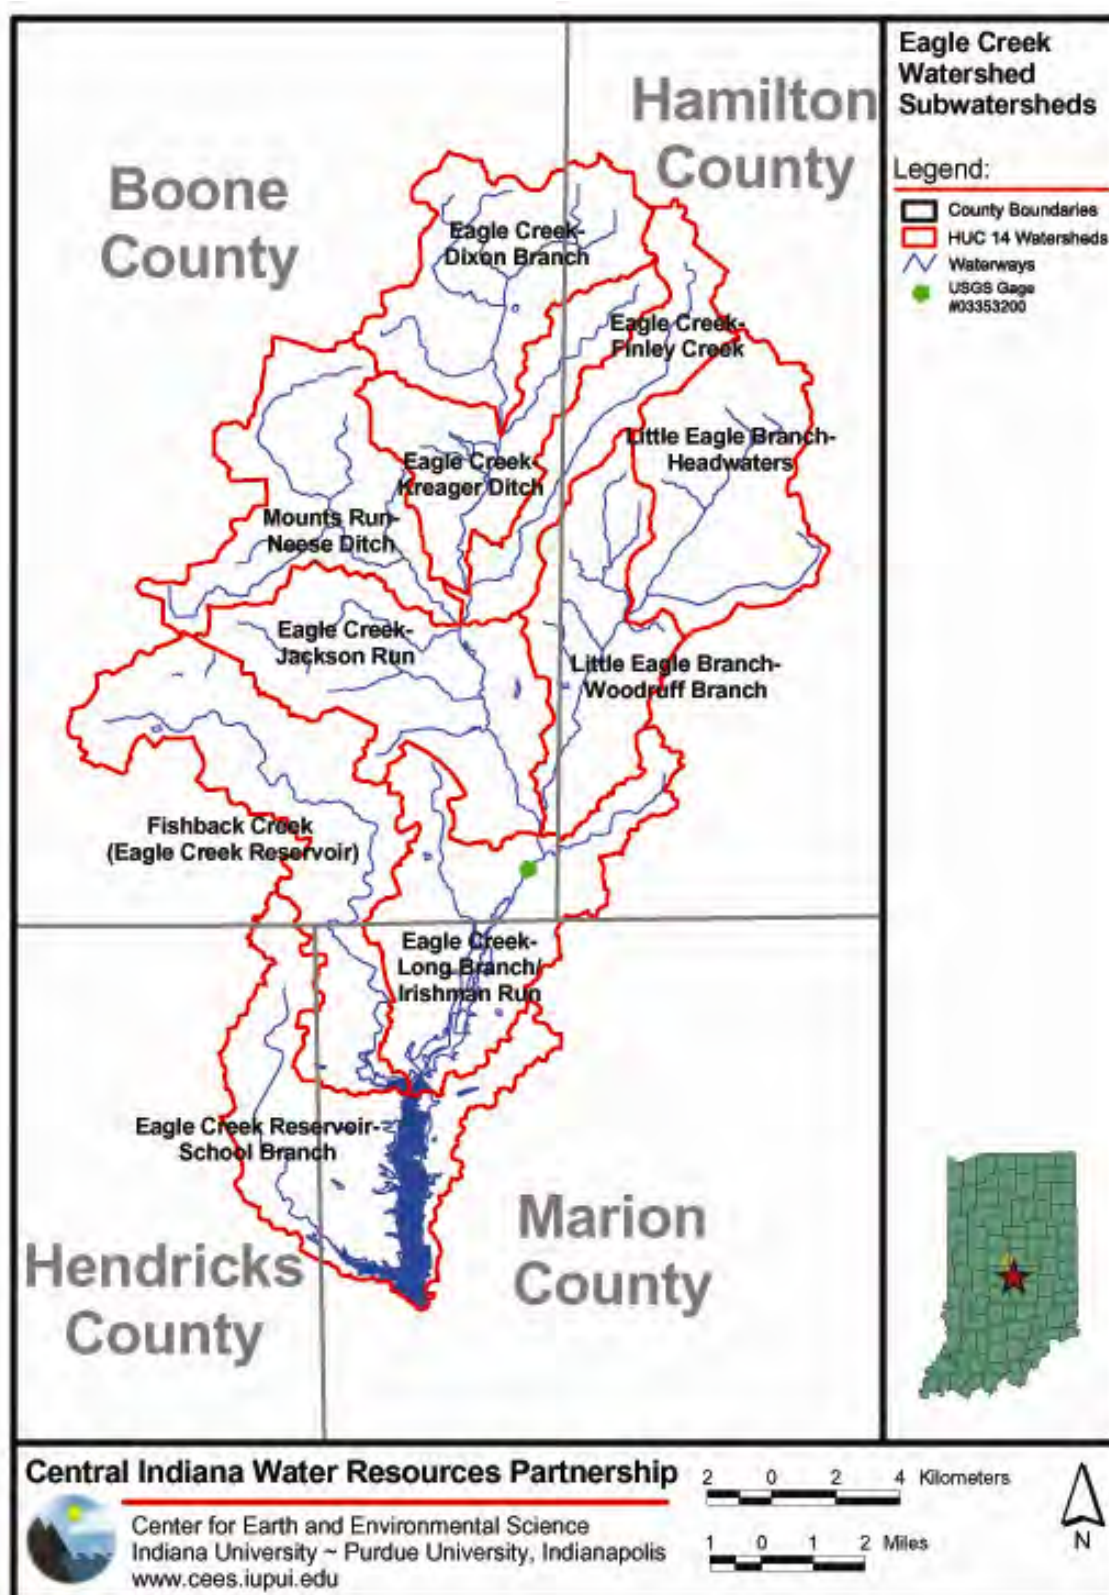 Eagle Creek
Watershed
Subwatersheds
Legend:
County Boundaries
HUC 14 Watersheds
Waterways
USGS Gage
#03353200
Hamilton
County
Boone
County
Eagle Creek-
Dixon Branch
Eagle Creek-
Finley Creek
Little Eagle Branch-
Headwaters
Eagle Creek-
Kreager Ditch
Mounts Run-
Neese Ditch
Eagle Creek-
Jackson Run
Little Eagle Branch-
Woodruff Branch
Fishback Creek
(Eagle Creek Reservoir)
Eagle Creek-
Long Branch/
Irishman Run
Eagle Creek Reservoir-
School Branch
Marion
County
Hendricks
County
Central Indiana Water Resources Partnership
Center for Earth and Environmental Science
Indiana University ~ Purdue University, Indianapolis
www.cees.iupui.edu
2 0 2 4 Kilometers
1 0 1 2 Miles
N